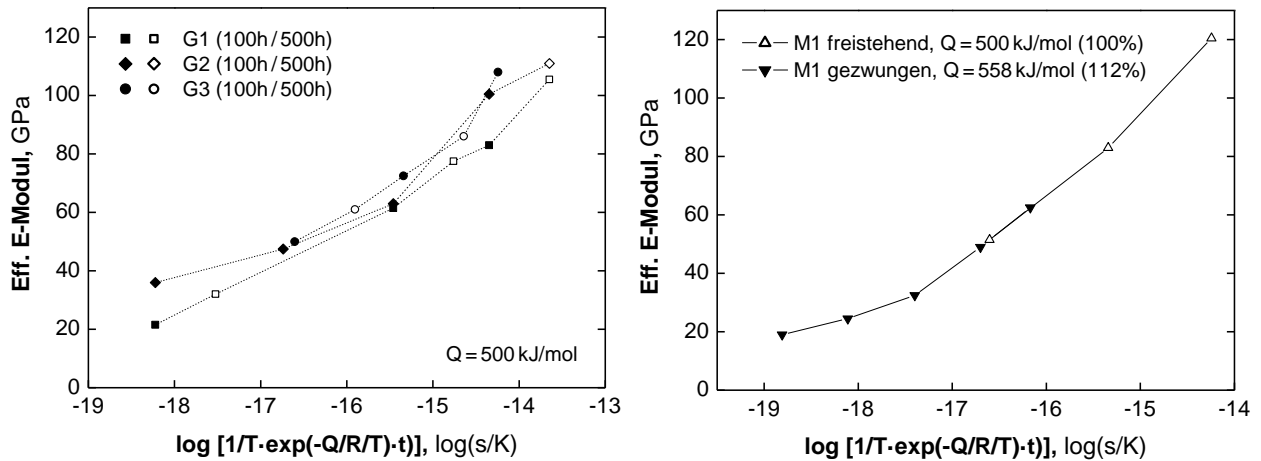 120
100
80
60
40
20
0
Eff. E-Modul, GPa
G1 (100h / 500h)
G2 (100h / 500h)
G3 (100h / 500h)
Q = 500 kJ/mol
-19 -18 -17 -16 -15 -14 -13
log [1/T·exp(-Q/R/T)·t)], log(s/K)
120
100
80
60
40
20
0
Eff. E-Modul, GPa
M1 freistehend, Q = 500 kJ/mol (100%)
M1 gezwungen, Q = 558 kJ/mol (112%)
-19 -18 -17 -16 -15 -14
log [1/T·exp(-Q/R/T)·t)], log(s/K)